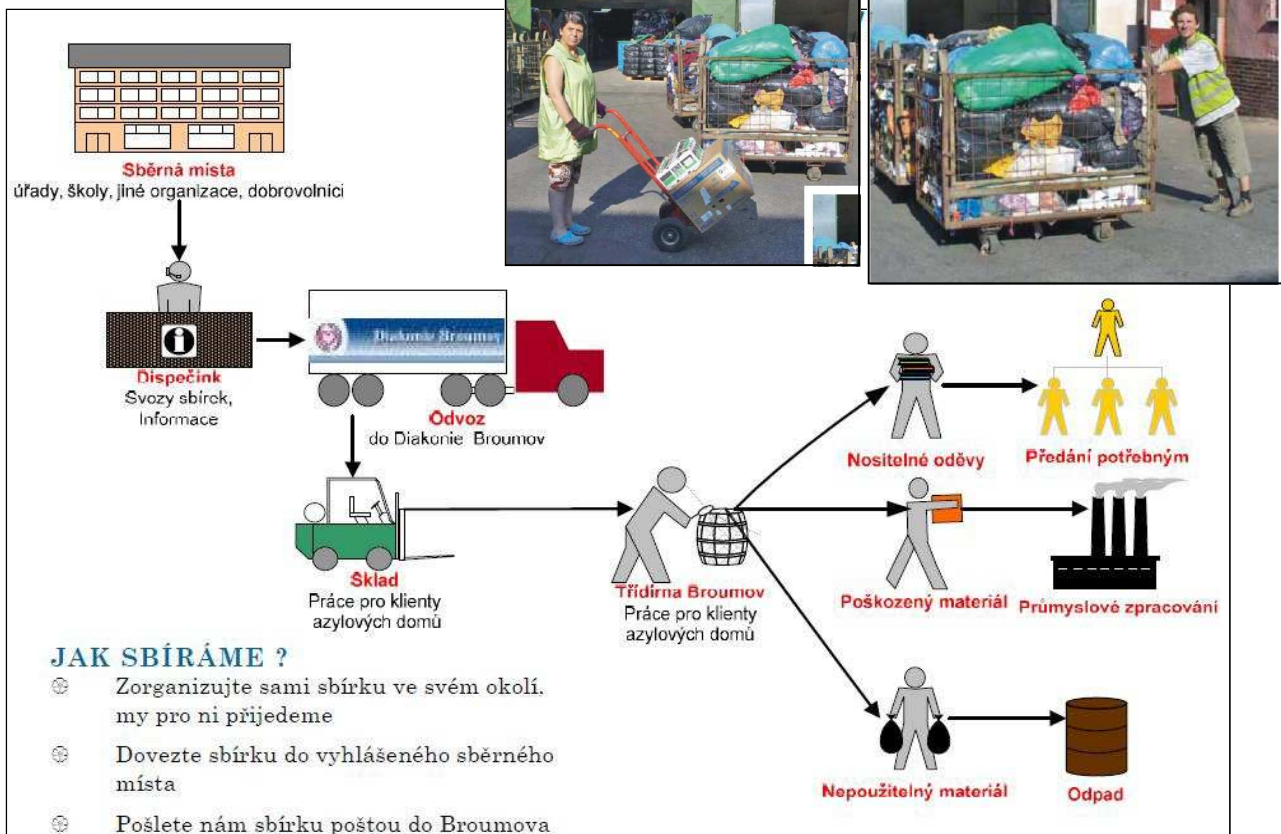 Sběrná místa
úřady, školy, jiné organizace, dobrovolníci
Dispečink
Svozy sbírek,
Informace
Diakonie Broumov
Odvoz
do Diakonie Broumov
Sklad
Práce pro klienty
azylových domů
Třídírna Broumov
Práce pro klienty
azylových domů
Nositelné oděvy
Předání potřebným
Poškozený materiál
Průmyslové zpracování
Nepoužitelný materiál
Odpad
JAK SBÍRÁME ?
Zorganizujte sami sbírku ve svém okolí,
my pro ni přijedeme
Dovezte sbírku do vyhlášeného sběrného
místa
Pošlete nám sbírku poštou do Broumova